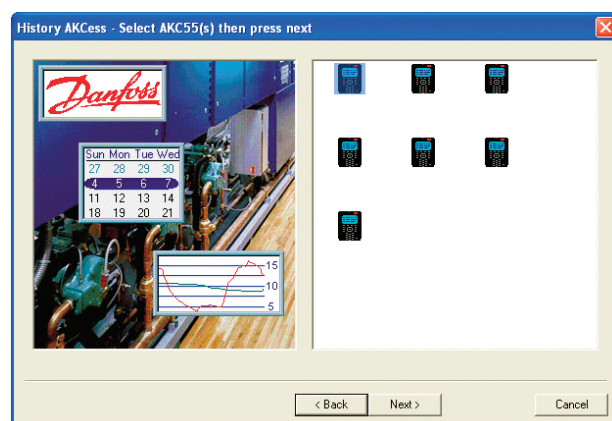 History AKCess - Select AKC55(s) then press next
Danfoss
Sun Mon Tue Wed
27 28 29 30
4 5 6 7
11 12 13 14
18 19 20 21
15
10
5
< Back
Next >
Cancel